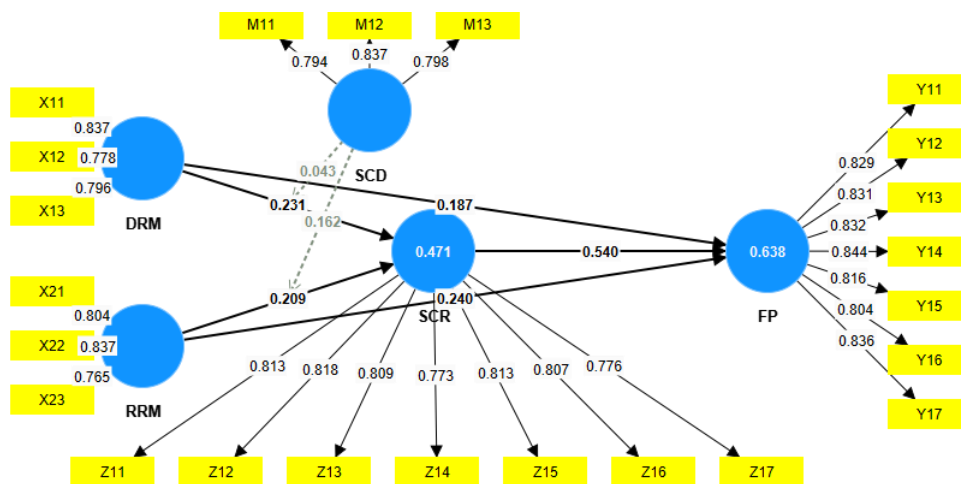 M11 M12 M13
0.794 0.837 0.798
X11
0.837
X12 0.778
0.796
X13
DRM
SCD
0.043
0.231
0.162
0.187
0.471
0.540
0.638
SCR
FP
0.209
0.240
X21
0.804
X22 0.837
0.765
X23
RRM
Y11
0.829
Y12
0.831
Y13
0.832
0.844 Y14
0.816
Y15
0.804
Y16
0.836
Y17
0.813 0.818 0.809 0.773 0.813 0.807 0.776
Z11 Z12 Z13 Z14 Z15 Z16 Z17